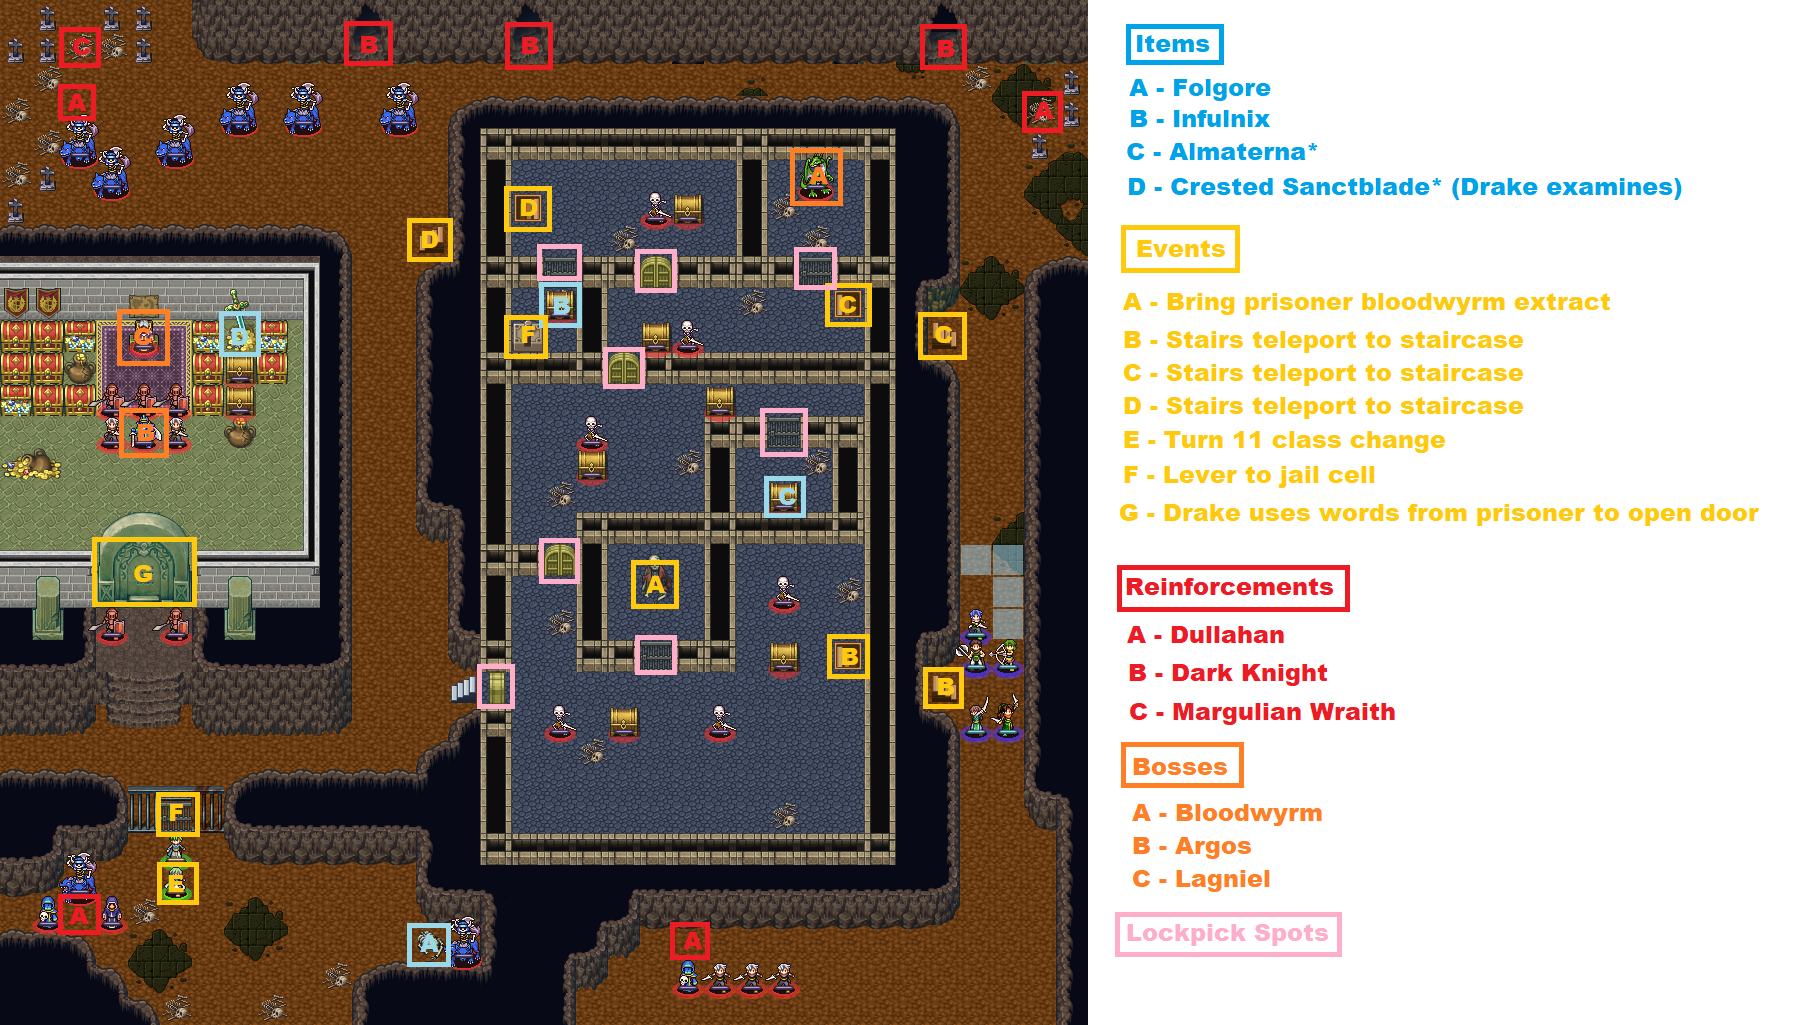 C
B
B
B
A
A
A
D
D
B
C
F
C
G
D
B
C
G
A
B
B
F
E
A
A
A
Items
A - Folgore
B - Infulnix
C - Almaterna*
D - Crested Sanctblade* (Drake examines)
Events
A - Bring prisoner bloodwyrm extract
B - Stairs teleport to staircase
C - Stairs teleport to staircase
D - Stairs teleport to staircase
E - Turn 11 class change
F - Lever to jail cell
G - Drake uses words from prisoner to open door
Reinforcements
A - Dullahan
B - Dark Knight
C - Margulian Wraith
Bosses
A - Bloodwyrm
B - Argos
C - Lagniel
Lockpick Spots